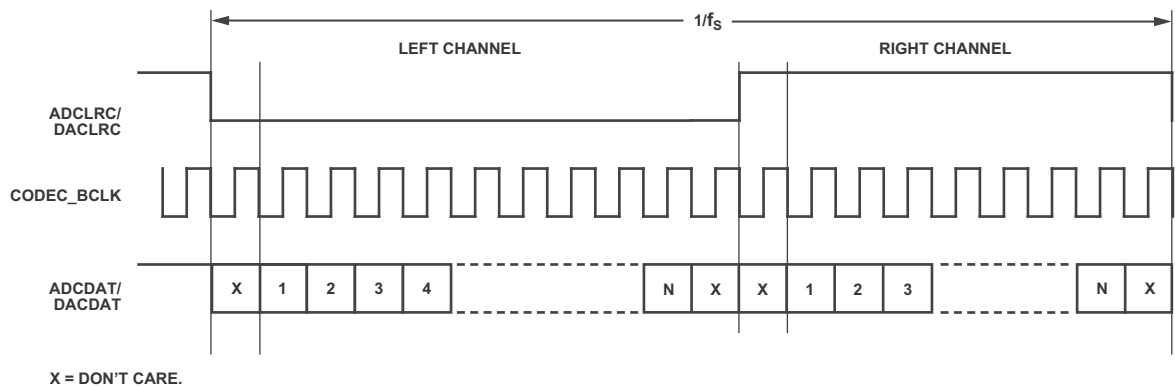 1/fS
LEFT CHANNEL RIGHT CHANNEL
ADCLRC/
DACLRC
CODEC_BCLK
ADCDAT/
DACDAT
X 1 2 3 4 N X X 1 2 3 N X
X = DON'T CARE.